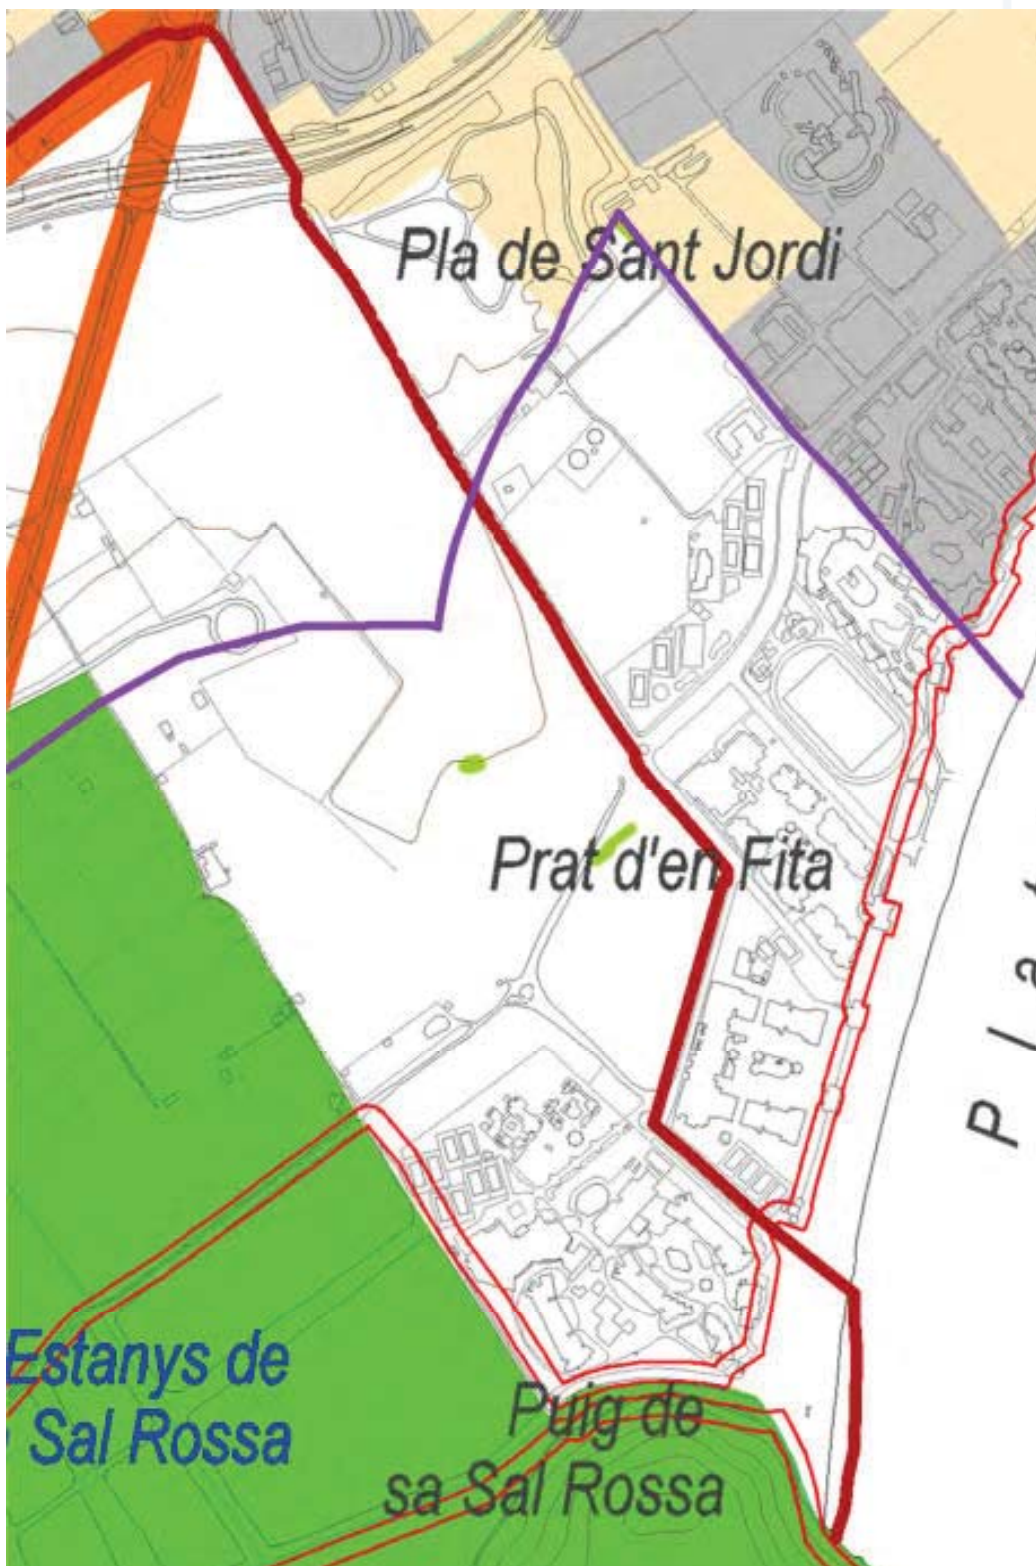 Pla de Sant Jordi
Prat d'en Fita
P l a
Estanys de
Sal Rossa
Puig de
sa Sal Rossa